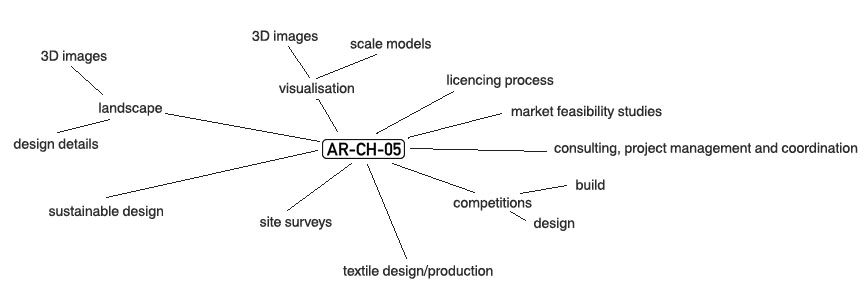 3D images
scale models
3D images
visualisation
licencing process
landscape
market feasibility studies
design details
AR-CH-05
consulting, project management and coordination
build
competitions
sustainable design
site surveys
design
textile design/production